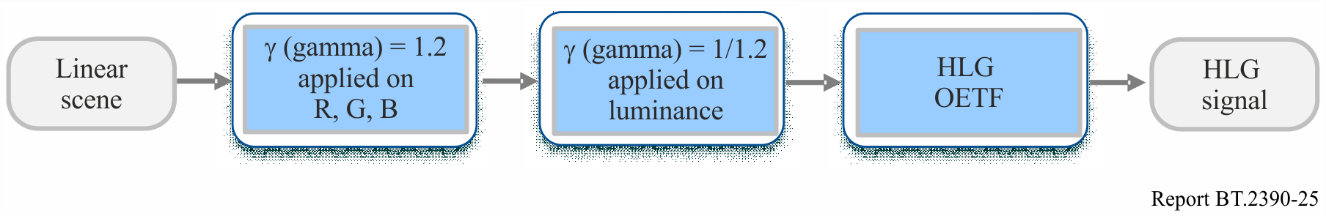 Linear
scene
γ (gamma) = 1.2
applied on
R, G, B
γ (gamma) = 1/1.2
applied on
luminance
HLG
OETF
HLG
signal
Report BT.2390-25